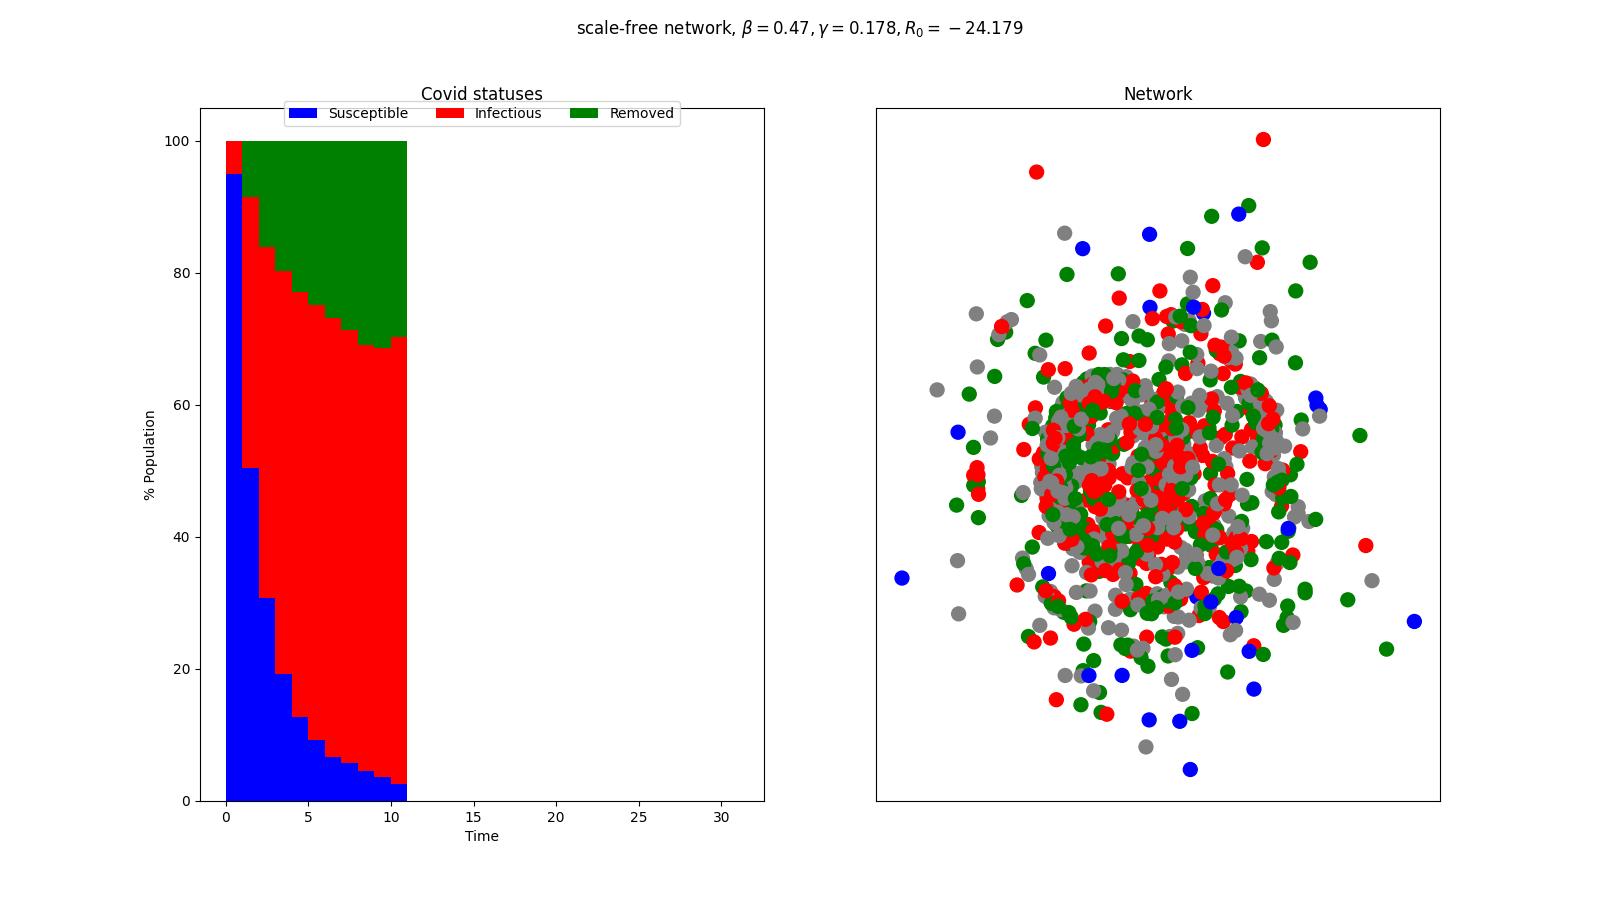 scale-free network, β = 0.47, γ = 0.178, R₀ = − 24.179
Covid statuses
Susceptible Infectious Removed
100
80
60
40
20
0
% Population
0 5 10 15 20 25 30
Time
Network